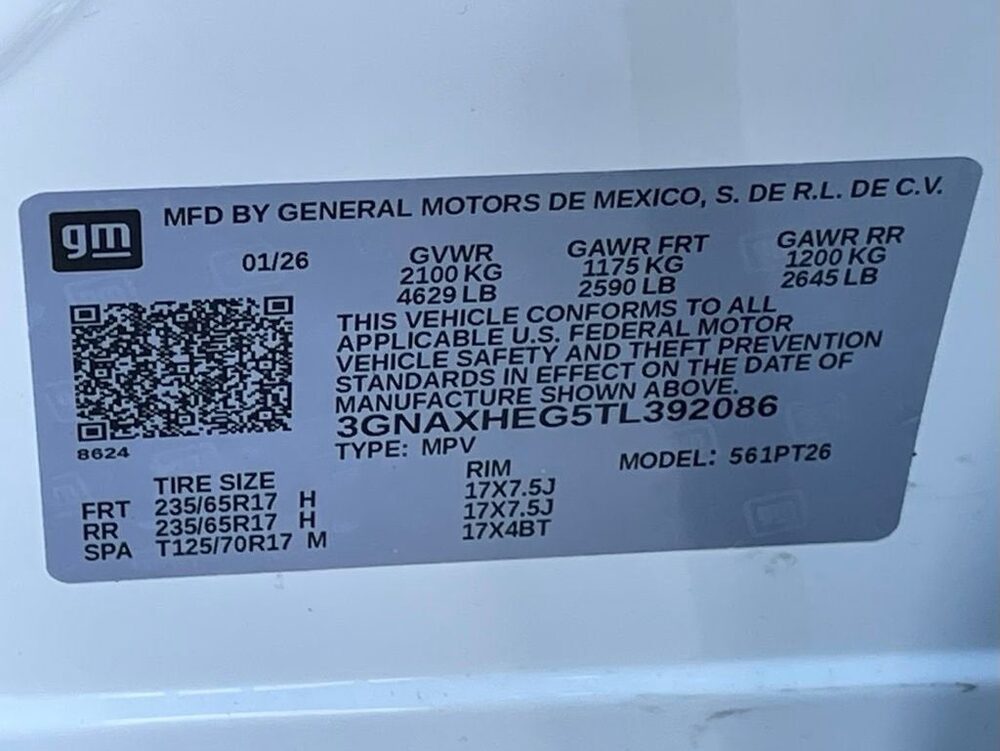 gm
MFD BY GENERAL MOTORS DE MEXICO, S. DE R.L. DE C.V.
01/26
GVWR
2100 KG
4629 LB
GAWR FRT
1175 KG
2590 LB
GAWR RR
1200 KG
2645 LB
THIS VEHICLE CONFORMS TO ALL
APPLICABLE U.S. FEDERAL MOTOR
VEHICLE SAFETY AND THEFT PREVENTION
STANDARDS IN EFFECT ON THE DATE OF
MANUFACTURE SHOWN ABOVE.
3GNAXHEG5TL392086
8624
TYPE: MPV
MODEL: 561PT26
TIRE SIZE RIM
FRT 235/65R17 H 17X7.5J
RR 235/65R17 H 17X7.5J
SPA T125/70R17 M 17X4BT